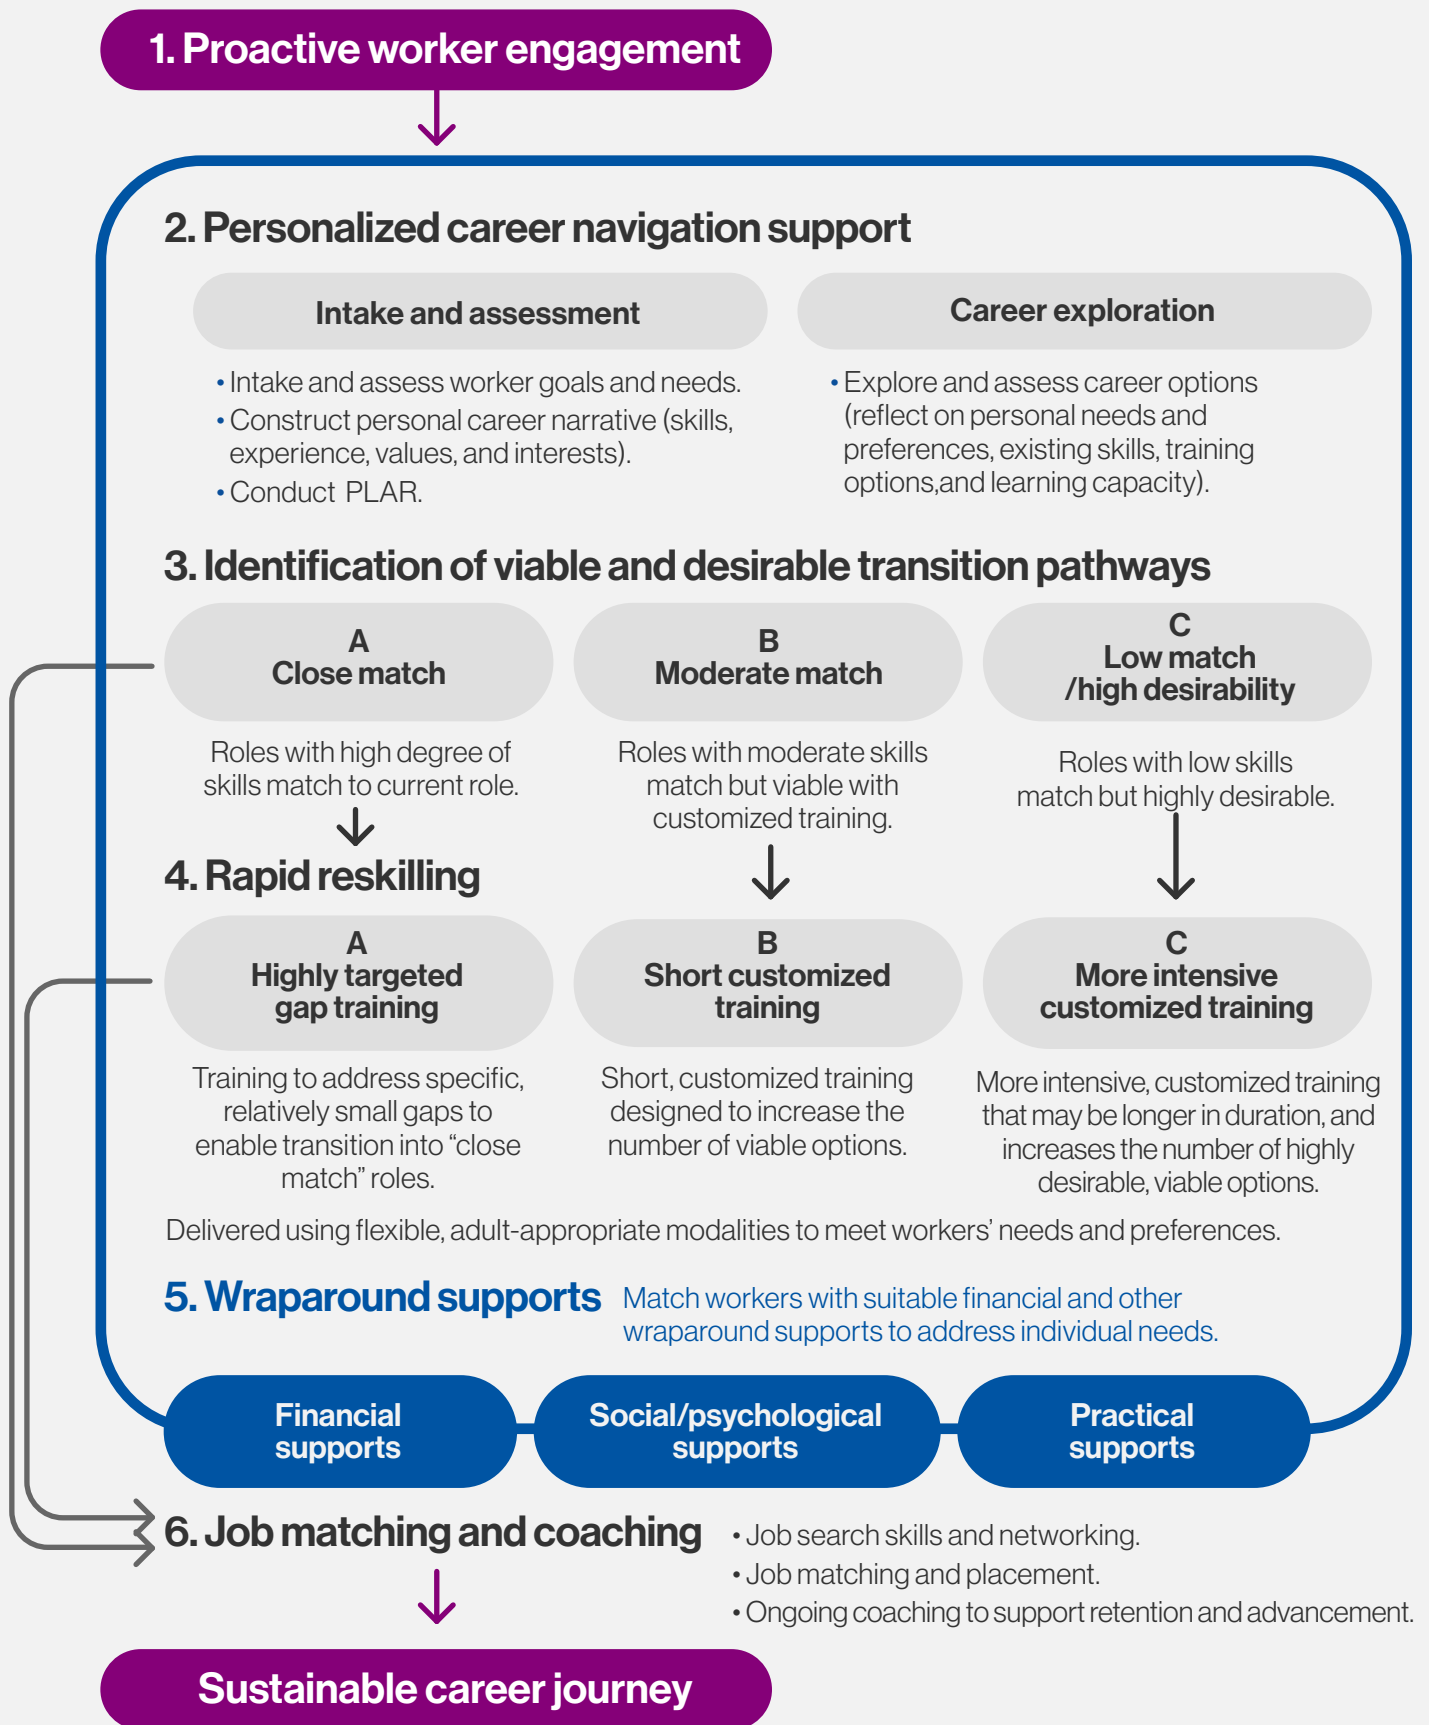 1. Proactive worker engagement
2. Personalized career navigation support
Intake and assessment
• Intake and assess worker goals and needs.
• Construct personal career narrative (skills,
experience, values, and interests).
• Conduct PLAR.
Career exploration
• Explore and assess career options
(reflect on personal needs and
preferences, existing skills, training
options,and learning capacity).
3. Identification of viable and desirable transition pathways
A
Close match
Roles with high degree of
skills match to current role.
B
Moderate match
Roles with moderate skills
match but viable with
customized training.
C
Low match
/high desirability
Roles with low skills
match but highly desirable.
4. Rapid reskilling
A
Highly targeted
gap training
Training to address specific,
relatively small gaps to
enable transition into “close
match” roles.
B
Short customized
training
Short, customized training
designed to increase the
number of viable options.
C
More intensive
customized training
More intensive, customized training
that may be longer in duration, and
increases the number of highly
desirable, viable options.
Delivered using flexible, adult-appropriate modalities to meet workers’ needs and preferences.
5. Wraparound supports
Match workers with suitable financial and other
wraparound supports to address individual needs.
Financial
supports
Social/psychological
supports
Practical
supports
6. Job matching and coaching
• Job search skills and networking.
• Job matching and placement.
• Ongoing coaching to support retention and advancement.
Sustainable career journey